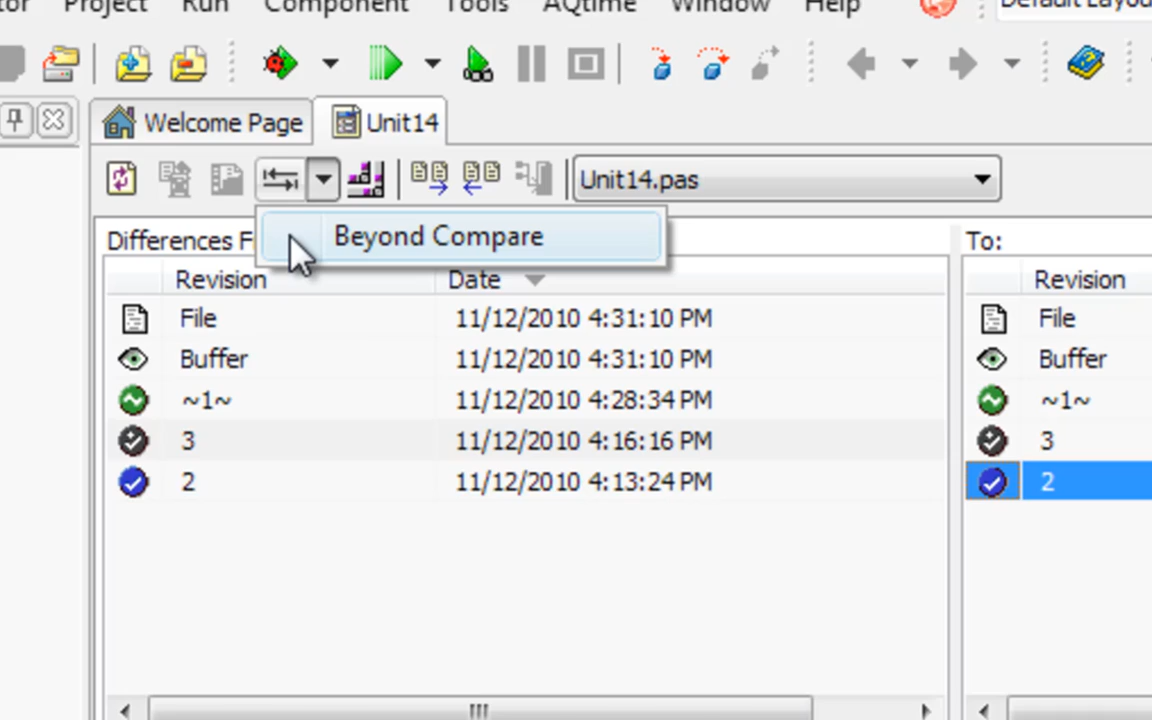 Project Run Component Tools AQtime Window Help
Welcome Page Unit14
Unit14.pas
Beyond Compare
Differences To:
Revision Date Revision
File 11/12/2010 4:31:10 PM File
Buffer 11/12/2010 4:31:10 PM Buffer
~1~ 11/12/2010 4:28:34 PM ~1~
3 11/12/2010 4:16:16 PM 3
2 11/12/2010 4:13:24 PM 2